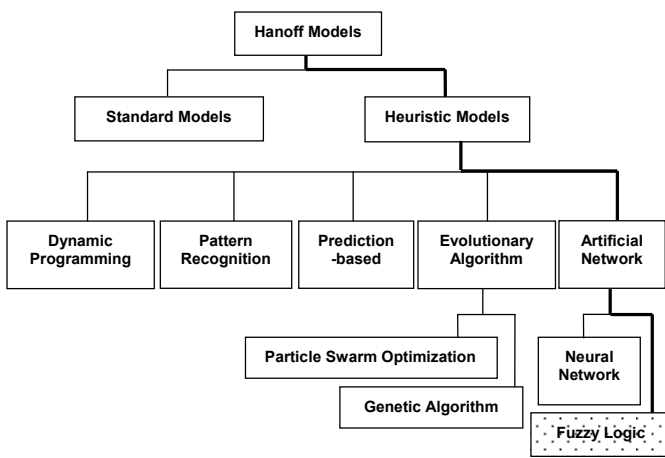 Hanoff Models
Standard Models
Heuristic Models
Dynamic
Programming
Pattern
Recognition
Prediction
-based
Evolutionary
Algorithm
Artificial
Network
Particle Swarm Optimization
Genetic Algorithm
Neural
Network
Fuzzy Logic